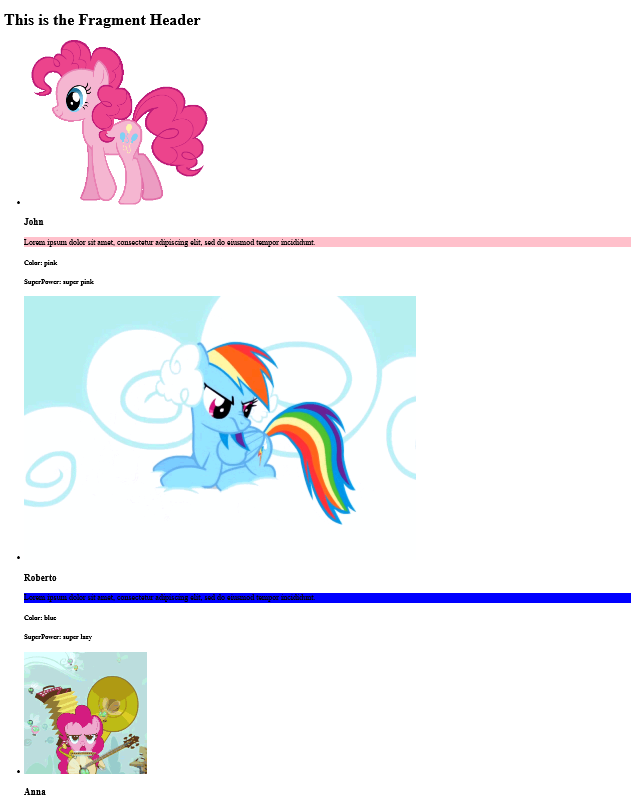 This is the Fragment Header
John
Lorem ipsum dolor sit amet, consectetur adipiscing elit, sed do eiusmod tempor incididunt.
Color: pink
SuperPower: super pink
Roberto
Lorem ipsum dolor sit amet, consectetur adipiscing elit, sed do eiusmod tempor incididunt.
Color: blue
SuperPower: super lazy
Anna